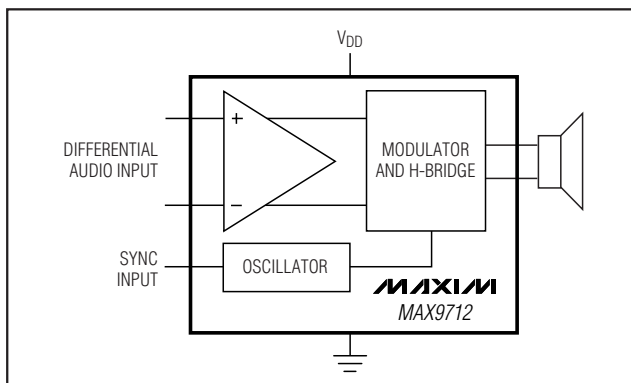 VDD
DIFFERENTIAL
AUDIO INPUT
+
−
MODULATOR
AND H-BRIDGE
SYNC
INPUT
OSCILLATOR
MAXIM
MAX9712